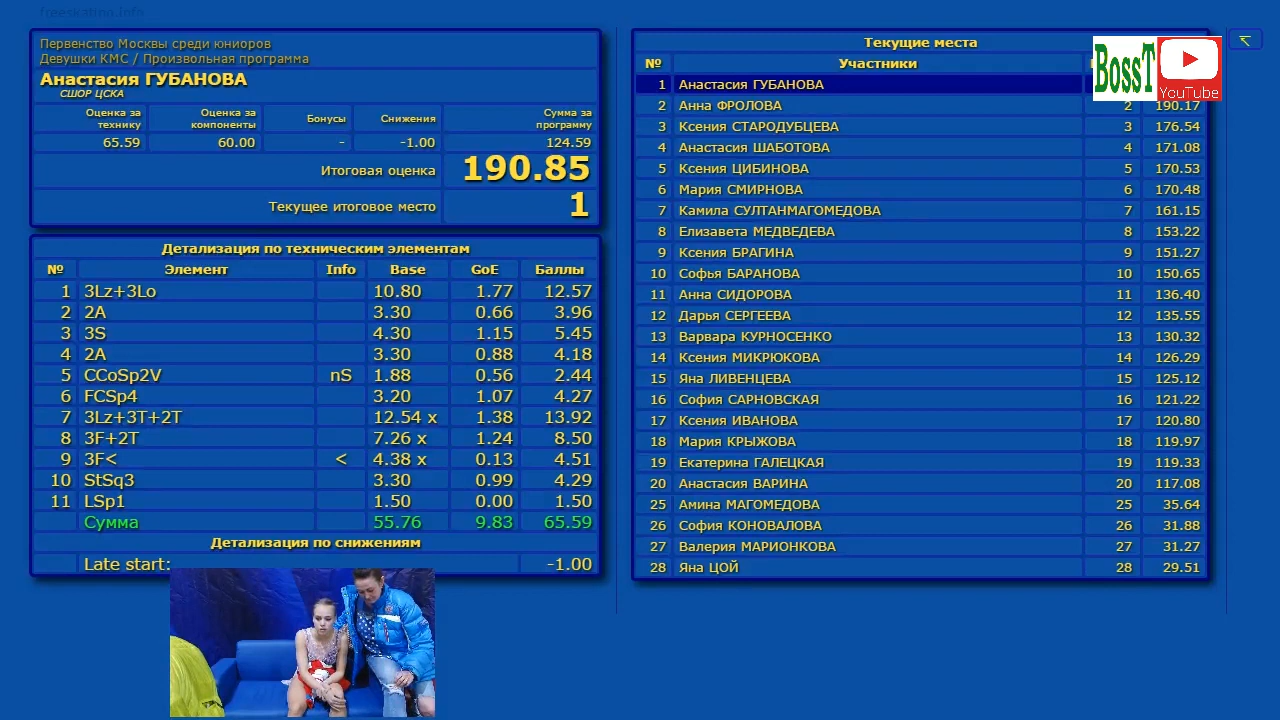 freeskating.info
Первенство Москвы среди юниоров
Девушки КМС / Произвольная программа
Анастасия ГУБАНОВА
СШОР ЦСКА
Оценка за технику Оценка за компоненты Бонусы Снижения Сумма за программу
65.59 60.00 - -1.00 124.59
Итоговая оценка 190.85
Текущее итоговое место 1
Детализация по техническим элементам
№ Элемент Info Base GoE Баллы
1 3Lz+3Lo 10.80 1.77 12.57
2 2A 3.30 0.66 3.96
3 3S 4.30 1.15 5.45
4 2A 3.30 0.88 4.18
5 CCoSp2V nS 1.88 0.56 2.44
6 FCSp4 3.20 1.07 4.27
7 3Lz+3T+2T 12.54 x 1.38 13.92
8 3F+2T 7.26 x 1.24 8.50
9 3F< < 4.38 x 0.13 4.51
10 StSq3 3.30 0.99 4.29
11 LSp1 1.50 0.00 1.50
Сумма 55.76 9.83 65.59
Детализация по снижениям
Late start: -1.00
Текущие места
№ Участники
1 Анастасия ГУБАНОВА
2 Анна ФРОЛОВА 2 190.17
3 Ксения СТАРОДУБЦЕВА 3 176.54
4 Анастасия ШАБОТОВА 4 171.08
5 Ксения ЦИБИНОВА 5 170.53
6 Мария СМИРНОВА 6 170.48
7 Камила СУЛТАНМАГОМЕДОВА 7 161.15
8 Елизавета МЕДВЕДЕВА 8 153.22
9 Ксения БРАГИНА 9 151.27
10 Софья БАРАНОВА 10 150.65
11 Анна СИДОРОВА 11 136.40
12 Дарья СЕРГЕЕВА 12 135.55
13 Варвара КУРНОСЕНКО 13 130.32
14 Ксения МИКРЮКОВА 14 126.29
15 Яна ЛИВЕНЦЕВА 15 125.12
16 София САРНОВСКАЯ 16 121.22
17 Ксения ИВАНОВА 17 120.80
18 Мария КРЫЖОВА 18 119.97
19 Екатерина ГАЛЕЦКАЯ 19 119.33
20 Анастасия ВАРИНА 20 117.08
25 Амина МАГОМЕДОВА 25 35.64
26 София КОНОВАЛОВА 26 31.88
27 Валерия МАРИОНКОВА 27 31.27
28 Яна ЦОЙ 28 29.51
BossT
YouTube